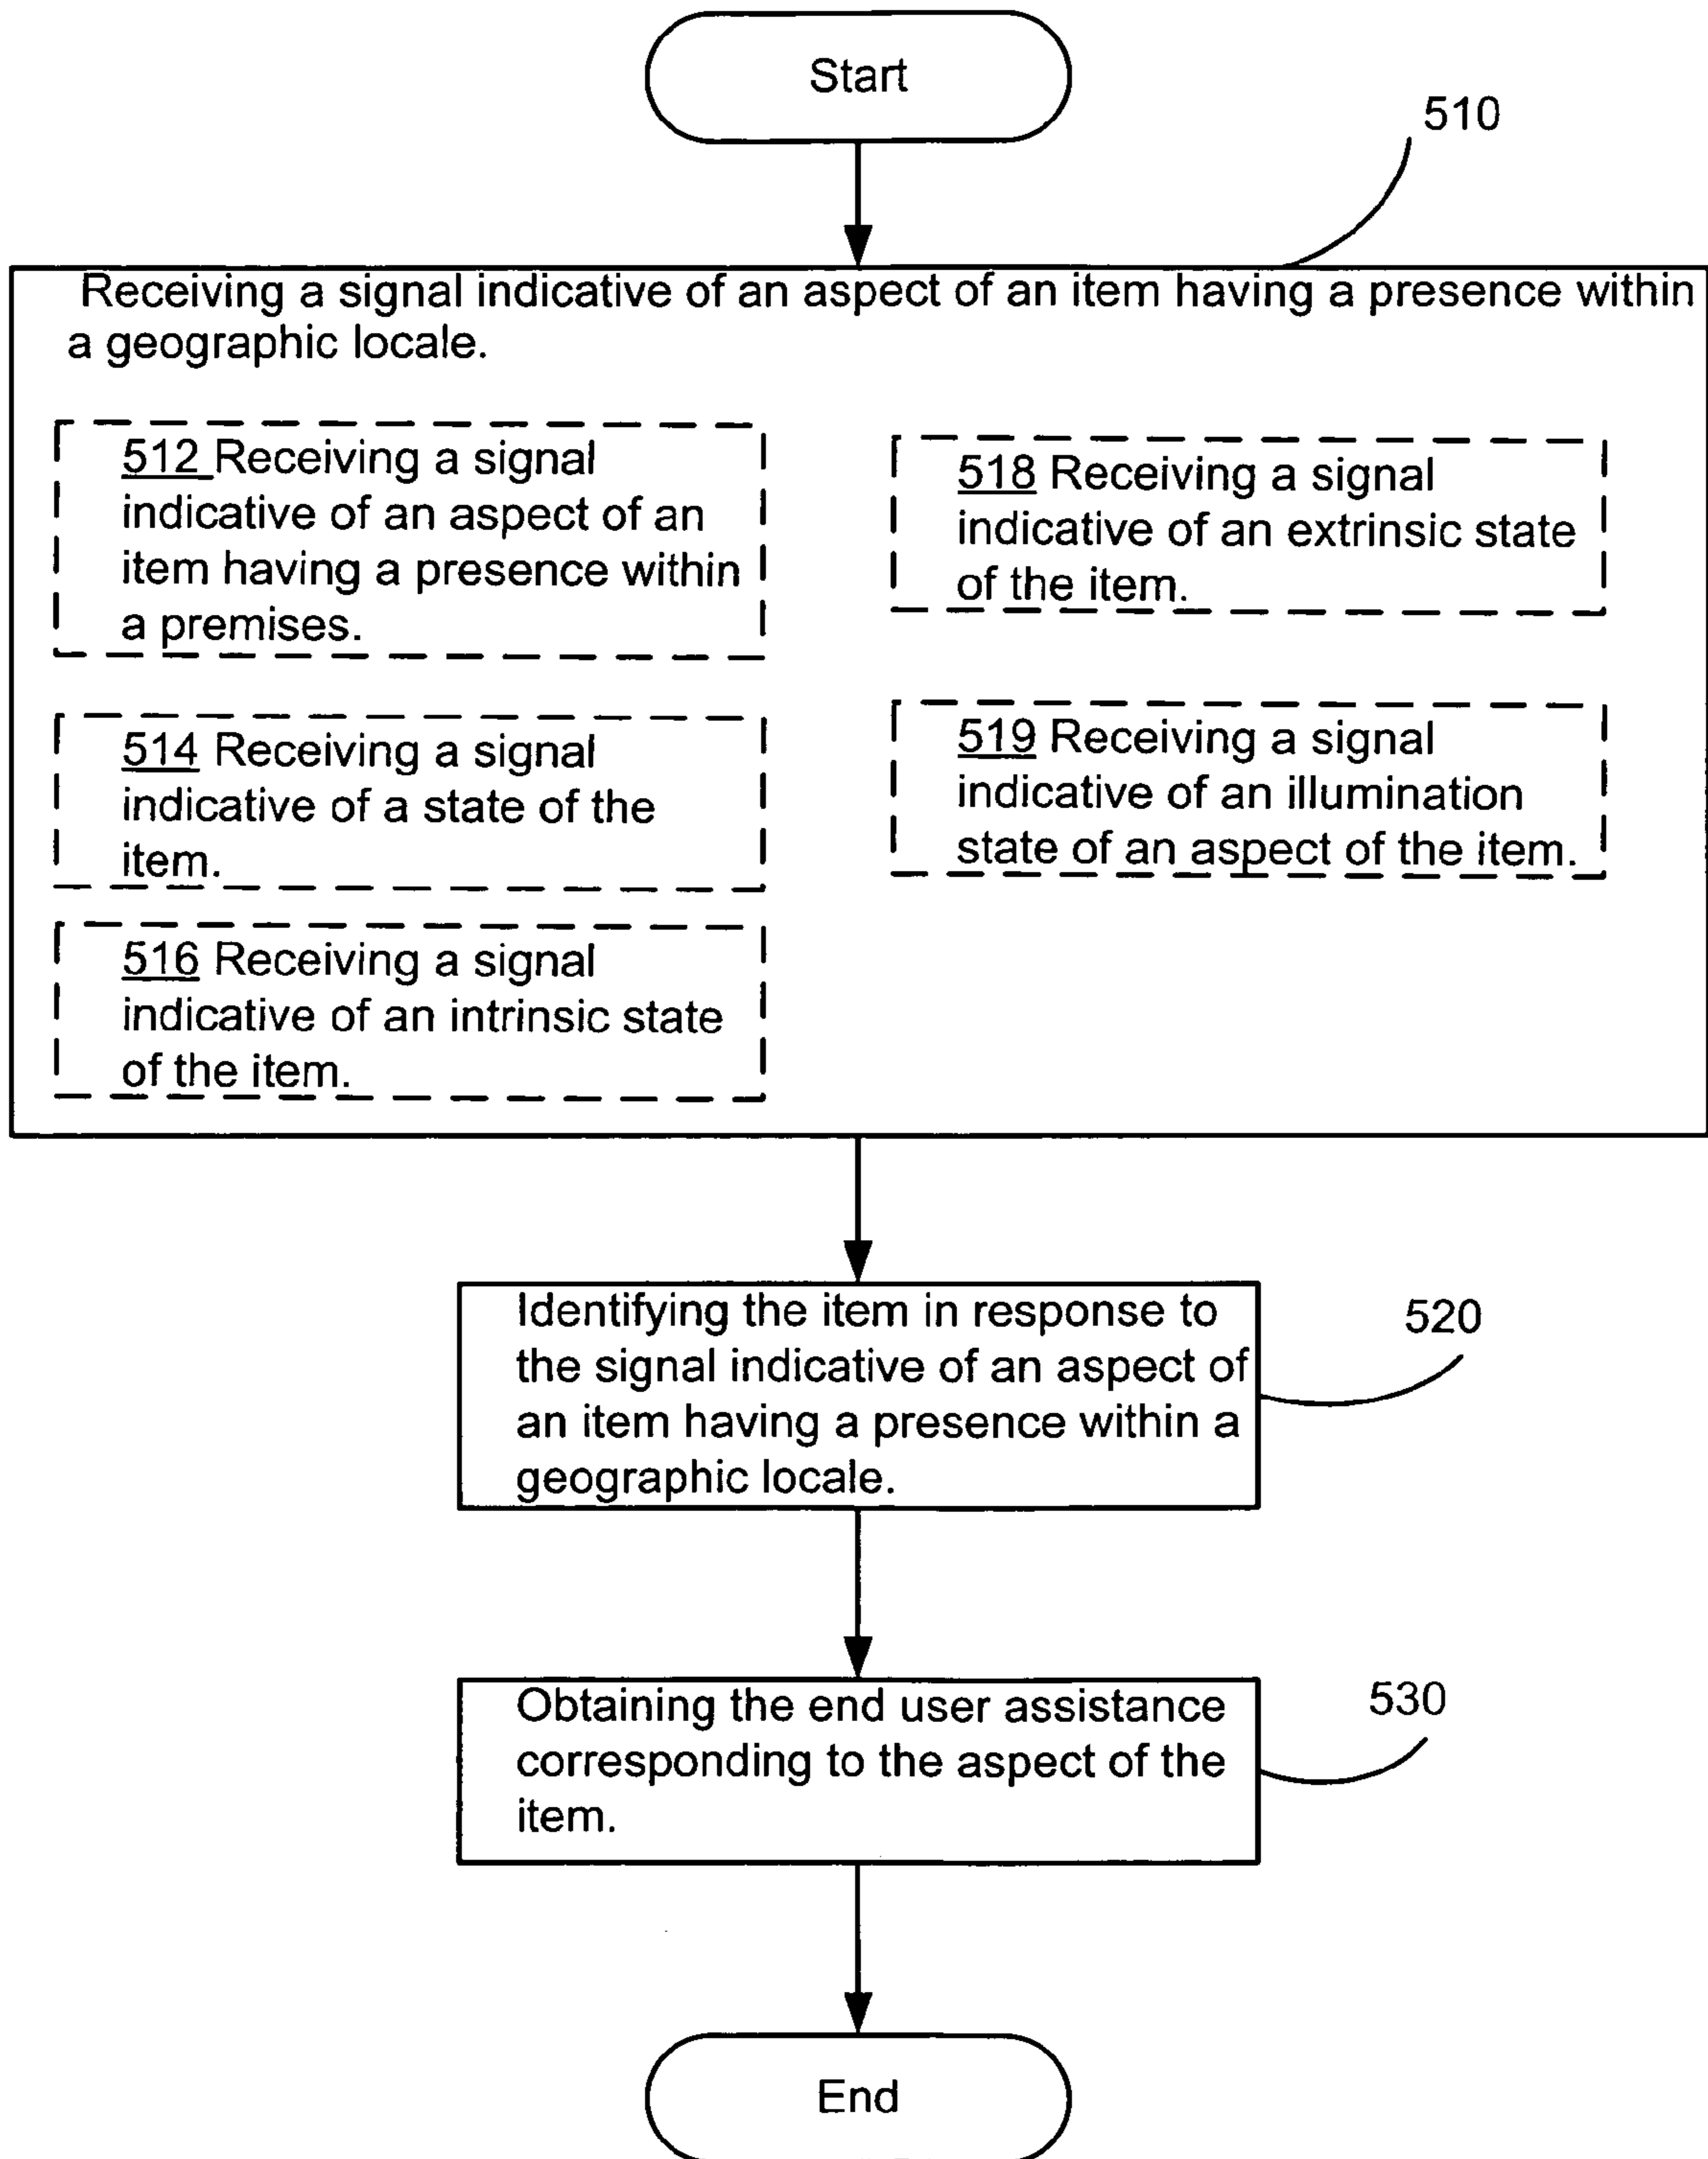 Start
510
Receiving a signal indicative of an aspect of an item having a presence within
a geographic locale.
512 Receiving a signal
indicative of an aspect of an
item having a presence within
a premises.
514 Receiving a signal
indicative of a state of the
item.
516 Receiving a signal
indicative of an intrinsic state
of the item.
518 Receiving a signal
indicative of an extrinsic state
of the item.
519 Receiving a signal
indicative of an illumination
state of an aspect of the item.
Identifying the item in response to
the signal indicative of an aspect of
an item having a presence within a
geographic locale.
520
Obtaining the end user assistance
corresponding to the aspect of the
item.
530
End